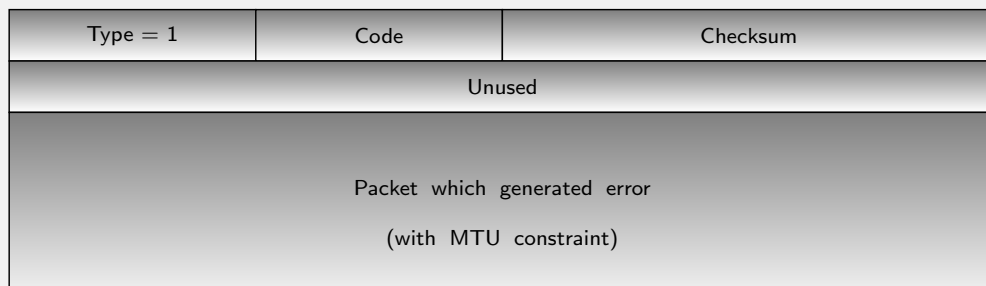 Type = 1 Code Checksum
Unused
Packet which generated error
(with MTU constraint)